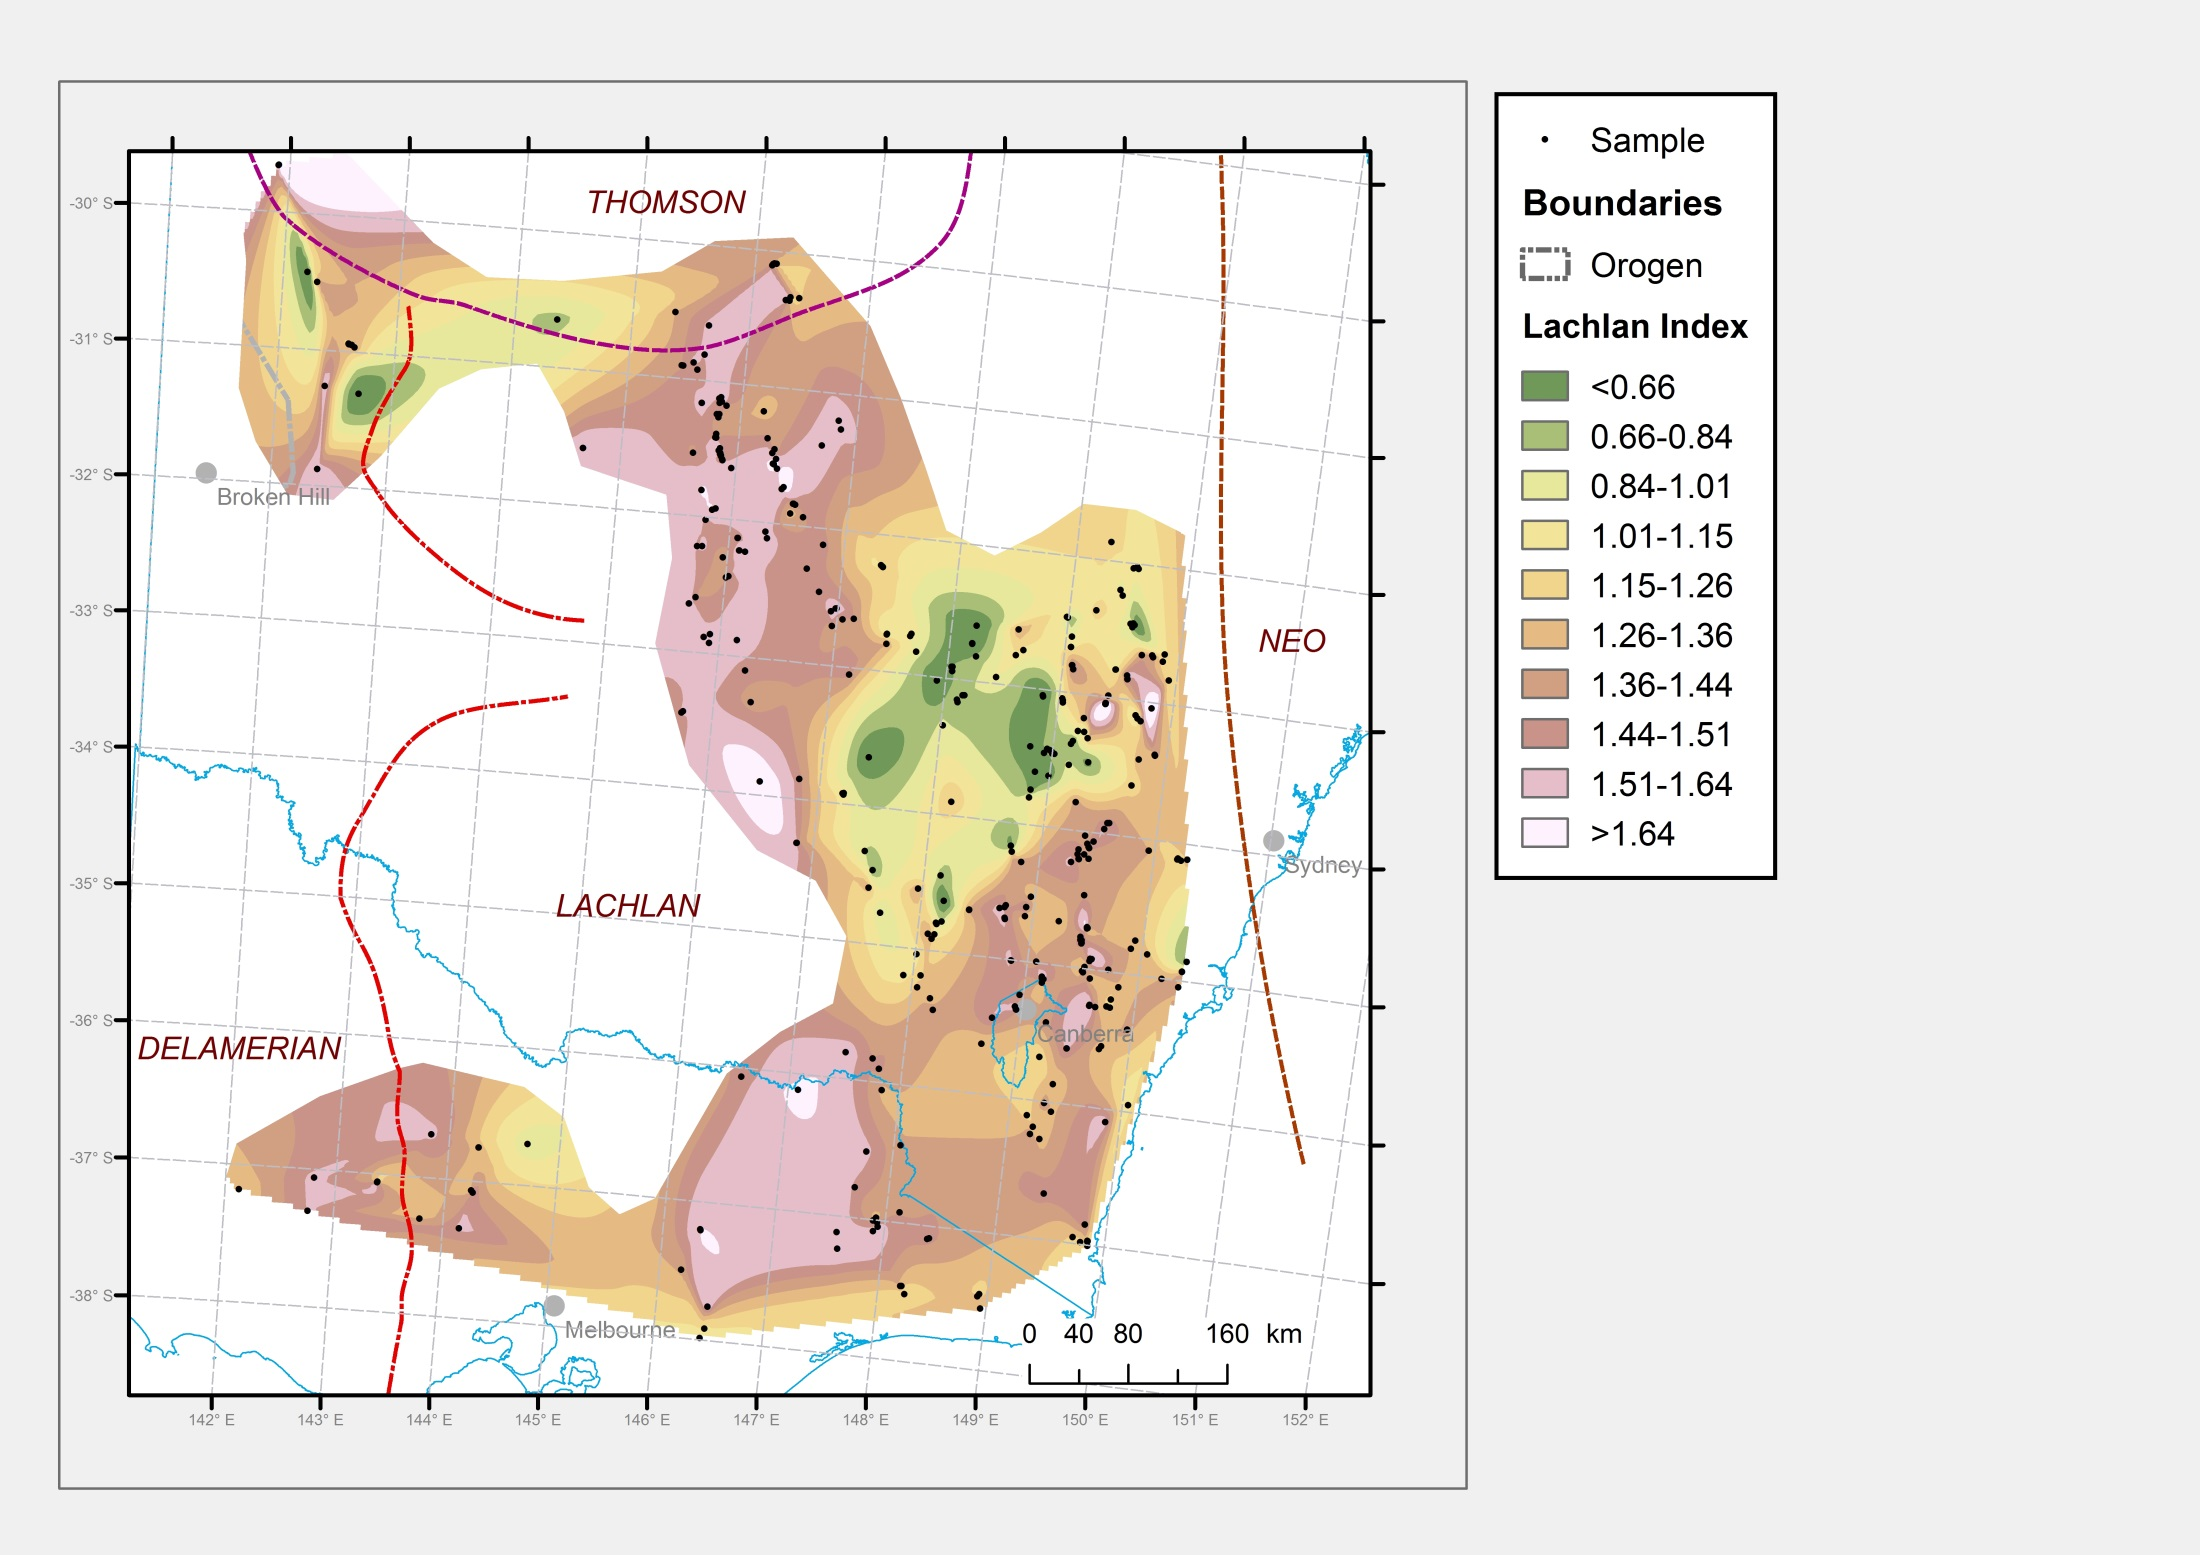 THOMSON
NEO
LACHLAN
DELAMERIAN
Broken Hill
Sydney
Canberra
Melbourne
-30° S
-31° S
-32° S
-33° S
-34° S
-35° S
-36° S
-37° S
-38° S
0 40 80 160 km
142° E 143° E 144° E 145° E 146° E 147° E 148° E 149° E 150° E 151° E 152° E
Sample
Boundaries
Orogen
Lachlan Index
<0.66
0.66-0.84
0.84-1.01
1.01-1.15
1.15-1.26
1.26-1.36
1.36-1.44
1.44-1.51
1.51-1.64
>1.64